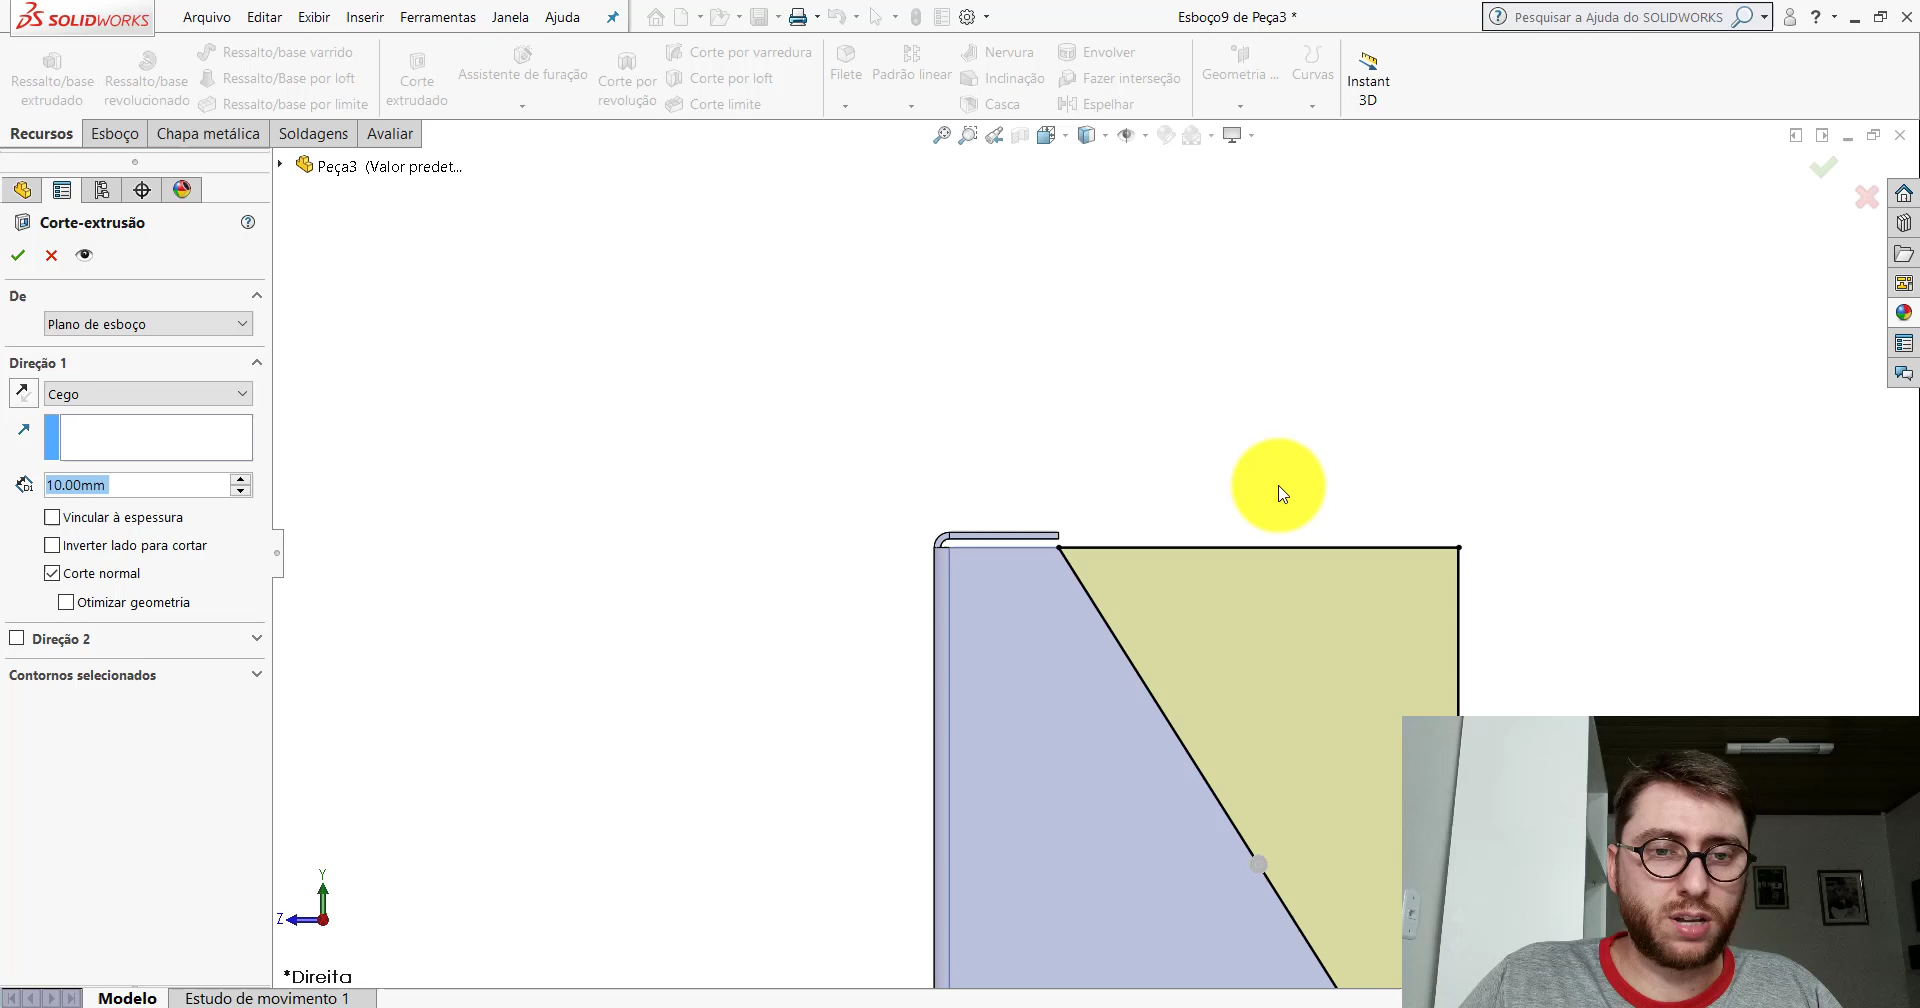 SOLIDWORKS
Arquivo Editar Exibir Inserir Ferramentas Janela Ajuda
Esboço9 de Peça3 *
Pesquisar a Ajuda do SOLIDWORKS
Ressalto/base extrudado
Ressalto/base revolucionado
Ressalto/base varrido
Ressalto/Base por loft
Ressalto/base por limite
Corte extrudado
Assistente de furação
Corte por revolução
Corte por varredura
Corte por loft
Corte limite
Filete
Padrão linear
Nervura
Inclinação
Casca
Envolver
Fazer interseção
Espelhar
Geometria ...
Curvas
Instant 3D
Recursos Esboço Chapa metálica Soldagens Avaliar
Peça3 (Valor predet...
Corte-extrusão
De
Plano de esboço
Direção 1
Cego
D1
10.00mm
Vincular à espessura
Inverter lado para cortar
Corte normal
Otimizar geometria
Direção 2
Contornos selecionados
Y
Z
*Direita
Modelo Estudo de movimento 1